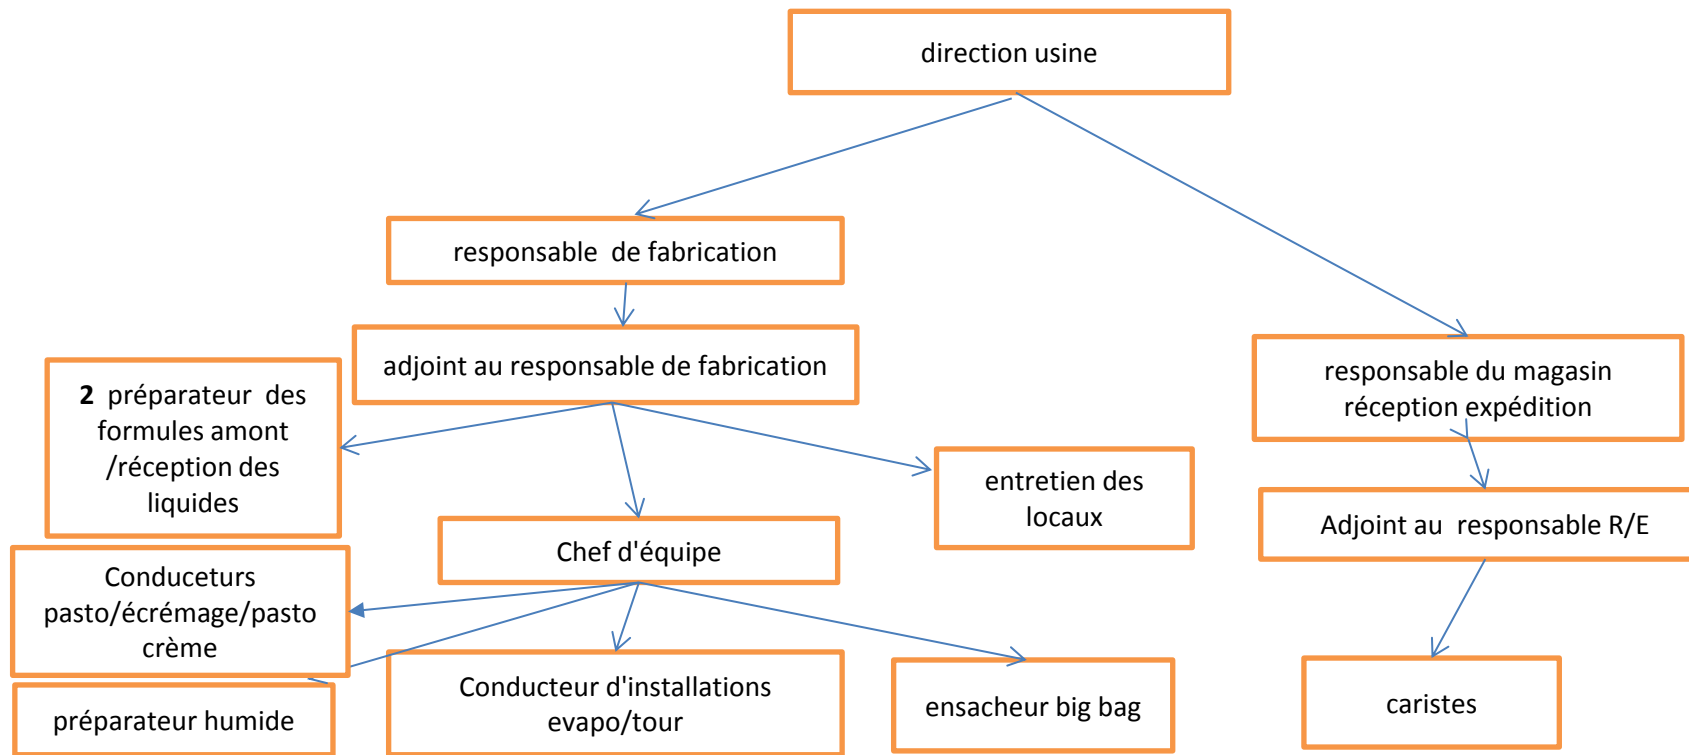 direction usine
responsable de fabrication
adjoint au responsable de fabrication
responsable du magasin
réception expédition
2 préparateur des
formules amont
/réception des
liquides
entretien des
locaux
Adjoint au responsable R/E
Chef d'équipe
Conduceturs
pasto/écrémage/pasto
crème
Conducteur d'installations
evapo/tour
ensacheur big bag
caristes
préparateur humide